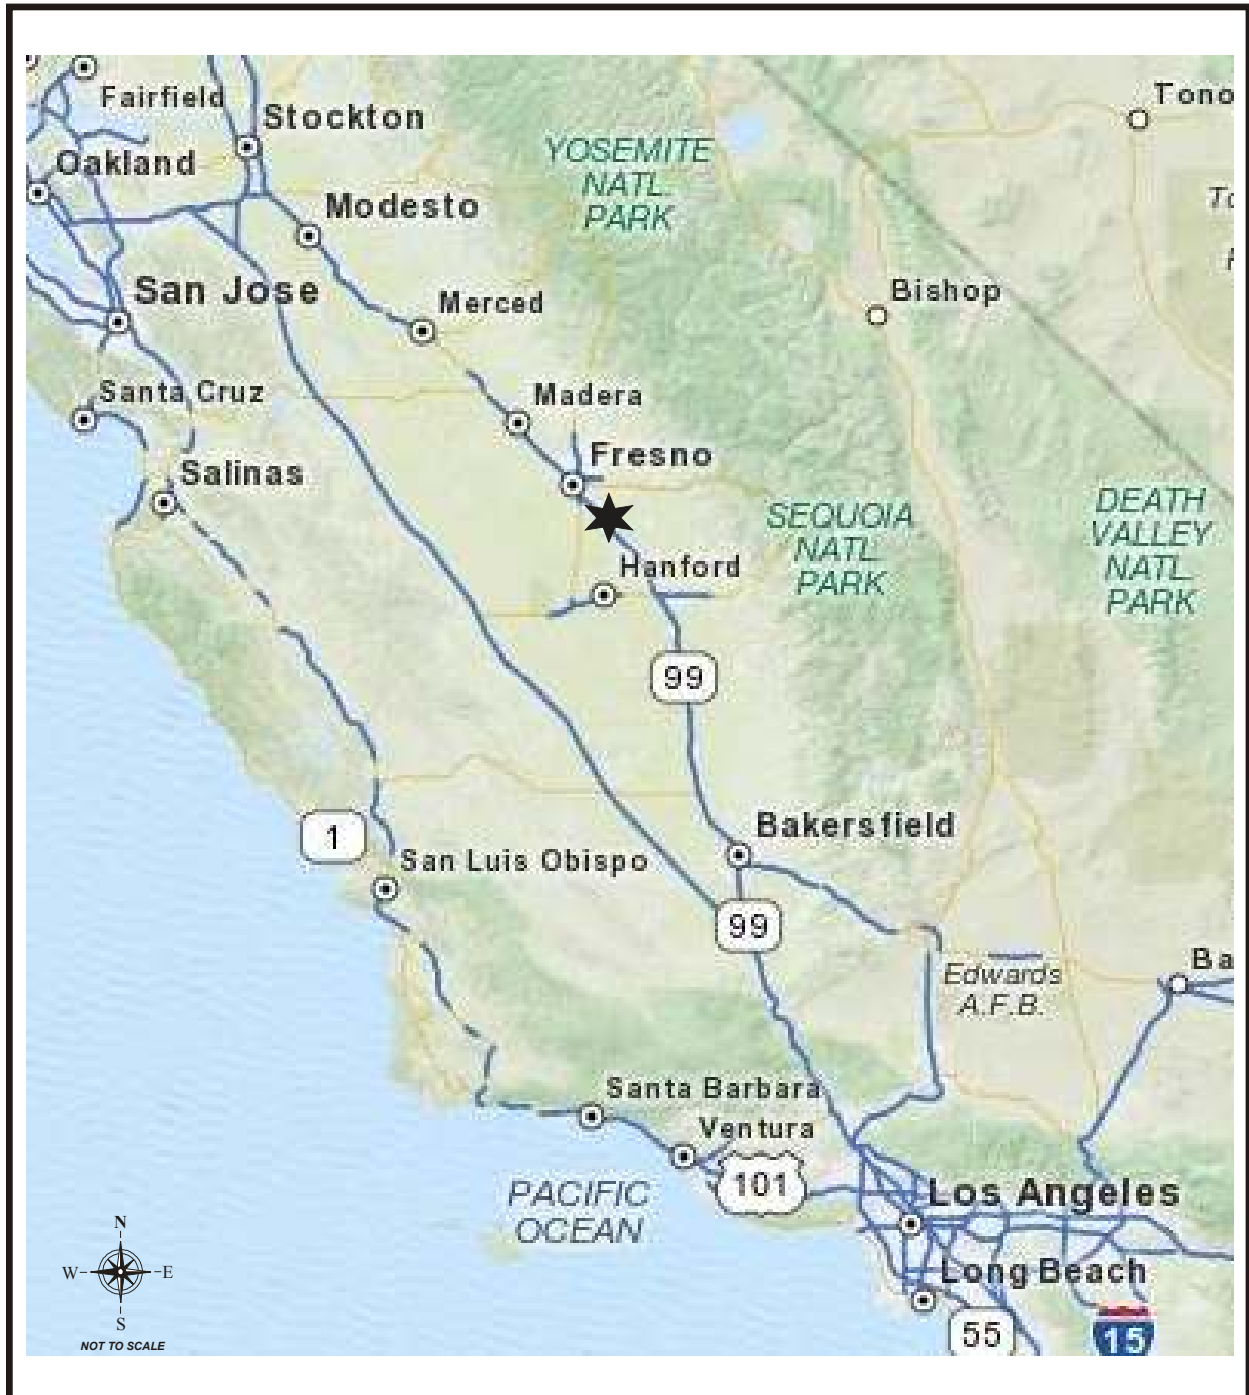 Fairfield
Stockton
Oakland
Modesto
San Jose
Merced
Santa Cruz
Madera
Salinas
Fresno
Hanford
YOSEMITE
NATL.
PARK
Bishop
SEQUOIA
NATL.
PARK
DEATH
VALLEY
NATL.
PARK
99
Bakersfield
1
San Luis Obispo
99
Edwards
A.F.B.
Santa Barbara
Ventura
101
Los Angeles
Long Beach
55
15
PACIFIC
OCEAN
Tono
Ba
N
W
E
S
NOT TO SCALE